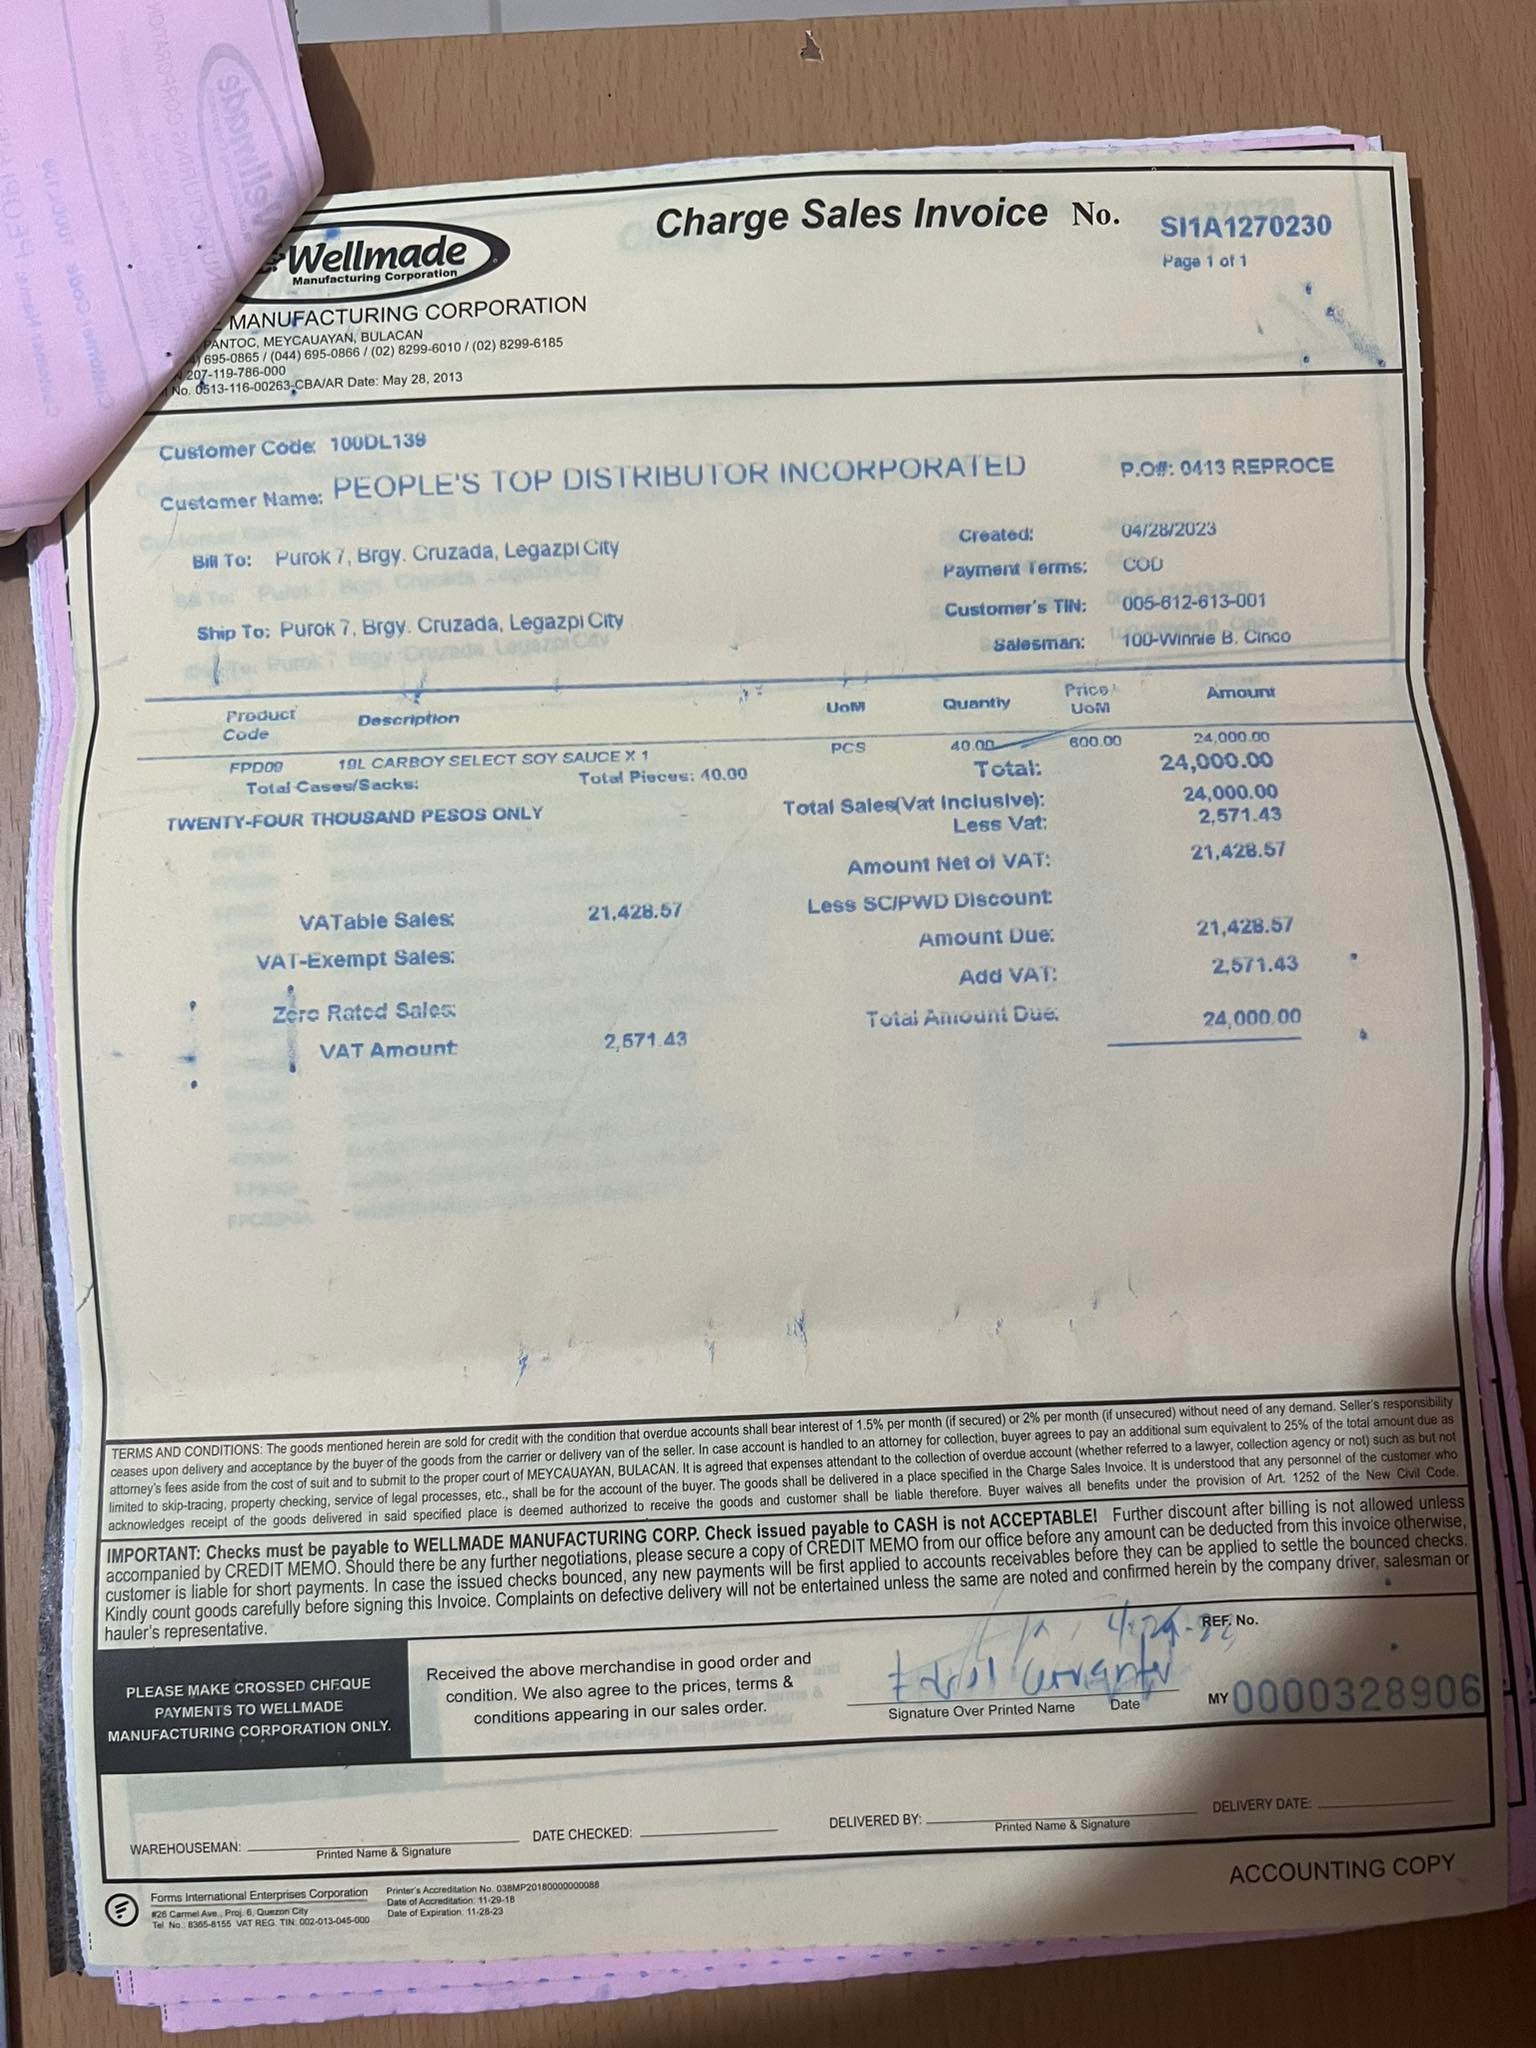 Charge Sales Invoice No. SI1A1270230
Page 1 of 1
Wellmade
Manufacturing Corporation
MANUFACTURING CORPORATION
PANTOC, MEYCAUAYAN, BULACAN
695-0865 / (044) 695-0866 / (02) 8299-6010 / (02) 8299-6185
207-119-786-000
No. 0513-116-00263-CBA/AR Date: May 28, 2013
Customer Code: 100DL139
Customer Name: PEOPLE'S TOP DISTRIBUTOR INCORPORATED
P.O#: 0413 REPROCE
Bill To: Purok 7, Brgy. Cruzada, Legazpi City
Ship To: Purok 7, Brgy. Cruzada, Legazpi City
Created: 04/28/2023
Payment Terms: COD
Customer's TIN: 005-612-613-001
Salesman: 100-Winnie B. Cinco
Product Code Description UoM Quantity Price/ UoM Amount
FPD09 19L CARBOY SELECT SOY SAUCE X 1 PCS 40.00 600.00 24,000.00
Total Cases/Sacks: Total Pieces: 40.00 Total: 24,000.00
TWENTY-FOUR THOUSAND PESOS ONLY
Total Sales(Vat Inclusive): 24,000.00
Less Vat: 2,571.43
Amount Net of VAT: 21,428.57
Less SC/PWD Discount:
Amount Due: 21,428.57
Add VAT: 2,571.43
Total Amount Due: 24,000.00
VATable Sales: 21,428.57
VAT-Exempt Sales:
Zero Rated Sales:
VAT Amount: 2,571.43
TERMS AND CONDITIONS: The goods mentioned herein are sold for credit with the condition that overdue accounts shall bear interest of 1.5% per month (if secured) or 2% per month (if unsecured) without need of any demand. Seller's responsibility
ceases upon delivery and acceptance by the buyer of the goods from the carrier or delivery van of the seller. In case account is handled to an attorney for collection, buyer agrees to pay an additional sum equivalent to 25% of the total amount due as
attorney's fees aside from the cost of suit and to submit to the proper court of MEYCAUAYAN, BULACAN. It is agreed that expenses attendant to the collection of overdue account (whether referred to a lawyer, collection agency or not) such as but not
limited to skip-tracing, property checking, service of legal processes, etc., shall be for the account of the buyer. The goods shall be delivered in a place specified in the Charge Sales Invoice. It is understood that any personnel of the customer who
acknowledges receipt of the goods delivered in said specified place is deemed authorized to receive the goods and customer shall be liable therefore. Buyer waives all benefits under the provision of Art. 1252 of the New Civil Code.
IMPORTANT: Checks must be payable to WELLMADE MANUFACTURING CORP. Check issued payable to CASH is not ACCEPTABLE! Further discount after billing is not allowed unless
accompanied by CREDIT MEMO. Should there be any further negotiations, please secure a copy of CREDIT MEMO from our office before any amount can be deducted from this invoice otherwise,
customer is liable for short payments. In case the issued checks bounced, any new payments will be first applied to accounts receivables before they can be applied to settle the bounced checks.
Kindly count goods carefully before signing this Invoice. Complaints on defective delivery will not be entertained unless the same are noted and confirmed herein by the company driver, salesman or
hauler's representative.
PLEASE MAKE CROSSED CHEQUE
PAYMENTS TO WELLMADE
MANUFACTURING CORPORATION ONLY.
Received the above merchandise in good order and
condition. We also agree to the prices, terms &
conditions appearing in our sales order.
Signature Over Printed Name Date
REF. No.
MY 0000328906
WAREHOUSEMAN:
Printed Name & Signature
DATE CHECKED:
DELIVERED BY:
Printed Name & Signature
DELIVERY DATE:
Forms International Enterprises Corporation
#26 Carmel Ave., Proj. 6, Quezon City
Tel. No.: 8365-8155 VAT REG. TIN: 002-013-045-000
Printer's Accreditation No. 038MP20180000000088
Date of Accreditation: 11-29-18
Date of Expiration: 11-28-23
ACCOUNTING COPY